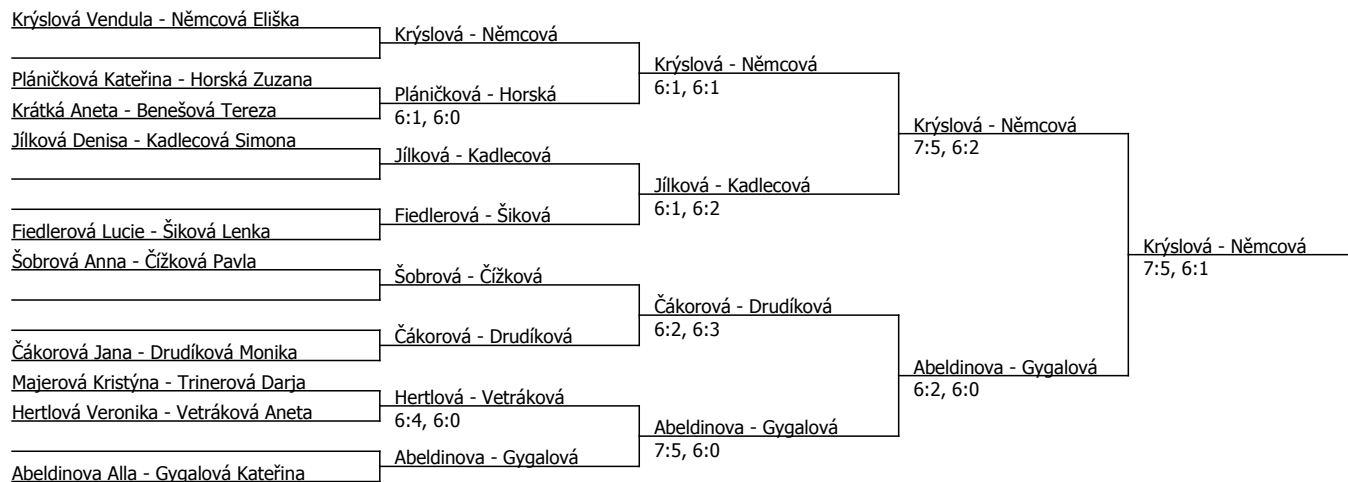 Krýslová Vendula - Němcová Eliška
Pláničková Kateřina - Horská Zuzana
Krátká Aneta - Benešová Tereza
Jílková Denisa - Kadlecová Simona
Fiedlerová Lucie - Šiková Lenka
Šobrová Anna - Čížková Pavla
Čákorová Jana - Drudíková Monika
Majerová Kristýna - Trinerová Darja
Hertlová Veronika - Vetráková Aneta
Abeldinova Alla - Gygalová Kateřina
Krýslová - Němcová
Pláničková - Horská
6:1, 6:0
Jílková - Kadlecová
Fiedlerová - Šiková
Šobrová - Čížková
Čákorová - Drudíková
Hertlová - Vetráková
6:4, 6:0
Abeldinova - Gygalová
Krýslová - Němcová
6:1, 6:1
Jílková - Kadlecová
6:1, 6:2
Čákorová - Drudíková
6:2, 6:3
Abeldinova - Gygalová
7:5, 6:0
Krýslová - Němcová
7:5, 6:2
Abeldinova - Gygalová
6:2, 6:0
Krýslová - Němcová
7:5, 6:1